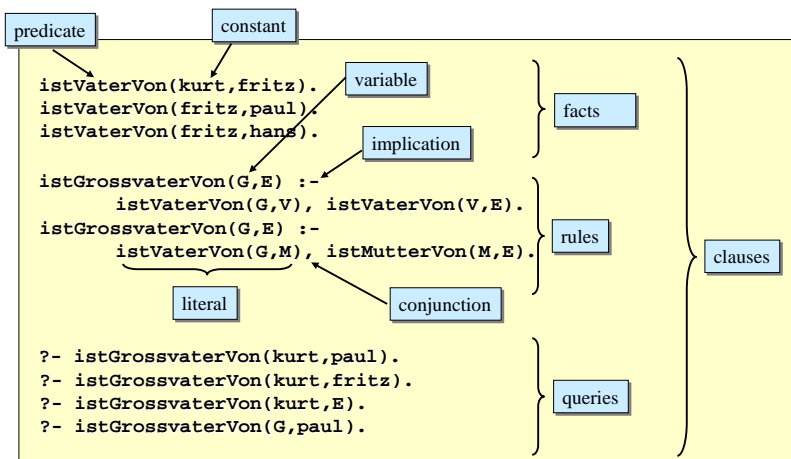 predicate
constant
istVaterVon(kurt,fritz).
variable
istVaterVon(fritz,paul).
facts
istVaterVon(fritz,hans).
implication
istGrossvaterVon(G,E) :-
istVaterVon(G,V), istVaterVon(V,E).
istGrossvaterVon(G,E) :-
rules
istVaterVon(G,M), istMutterVon(M,E).
clauses
literal
conjunction
?- istGrossvaterVon(kurt,paul).
?- istGrossvaterVon(kurt,fritz).
?- istGrossvaterVon(kurt,E).
queries
?- istGrossvaterVon(G,paul).